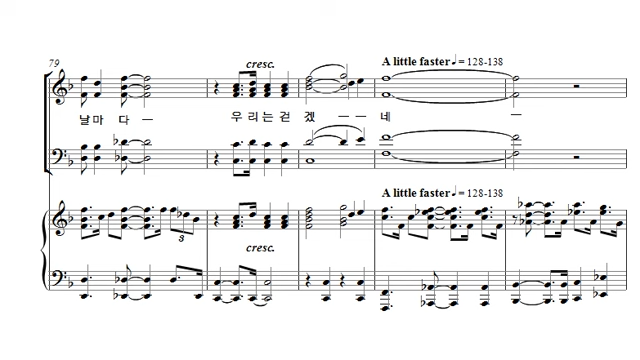 79
cresc.
A little faster ♩ = 128-138
날마 다 — 우 리 는 걷 겠 — — 네 —
A little faster ♩ = 128-138
3
cresc.